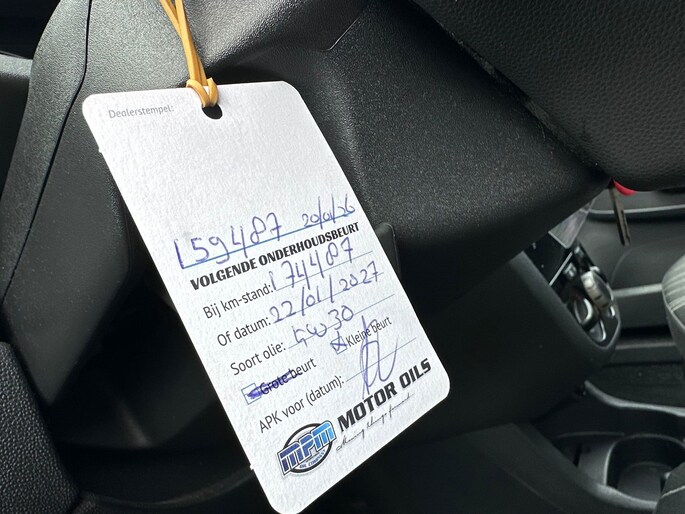 Dealerstempel:
159487 20/01/26
VOLGENDE ONDERHOUDSBEURT
Bij km-stand: 174487
Of datum: 22/01/2027
Soort olie: 5w30
Grote beurt Kleine beurt
APK voor (datum):
MPM MOTOR OILS